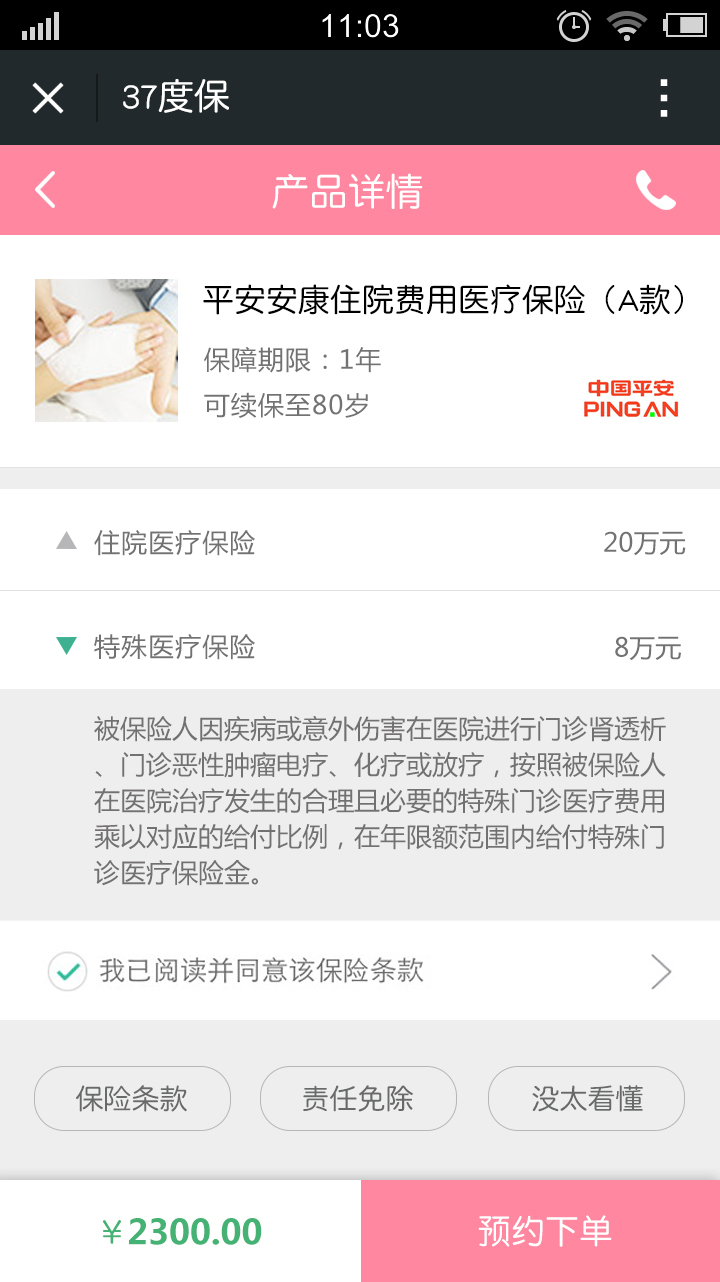 11:03
37度保
产品详情
平安安康住院费用医疗保险（A款）
保障期限：1年
可续保至80岁
中国平安
PINGAN
住院医疗保险 20万元
特殊医疗保险 8万元
被保险人因疾病或意外伤害在医院进行门诊肾透析
、门诊恶性肿瘤电疗、化疗或放疗，按照被保险人
在医院治疗发生的合理且必要的特殊门诊医疗费用
乘以对应的给付比例，在年限额范围内给付特殊门
诊医疗保险金。
我已阅读并同意该保险条款
保险条款 责任免除 没太看懂
￥2300.00 预约下单